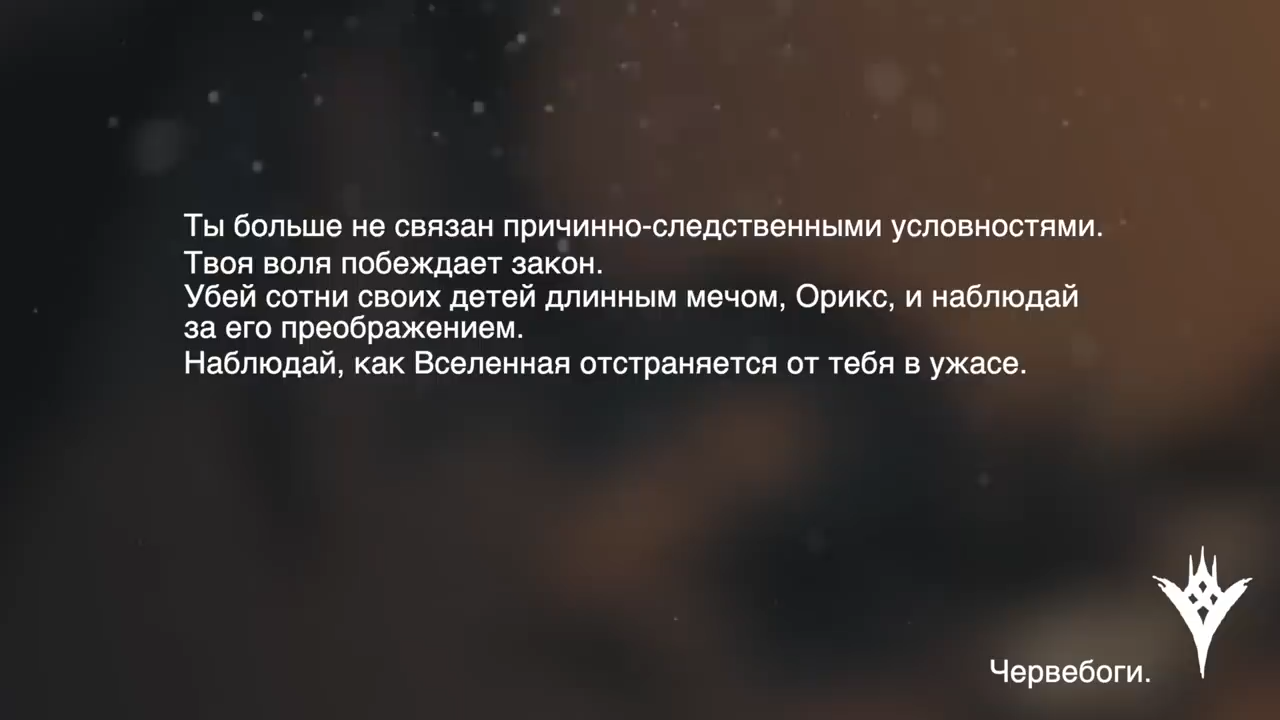 Ты больше не связан причинно-следственными условностями.
Твоя воля побеждает закон.
Убей сотни своих детей длинным мечом, Орикс, и наблюдай
за его преображением.
Наблюдай, как Вселенная отстраняется от тебя в ужасе.
Червебоги.